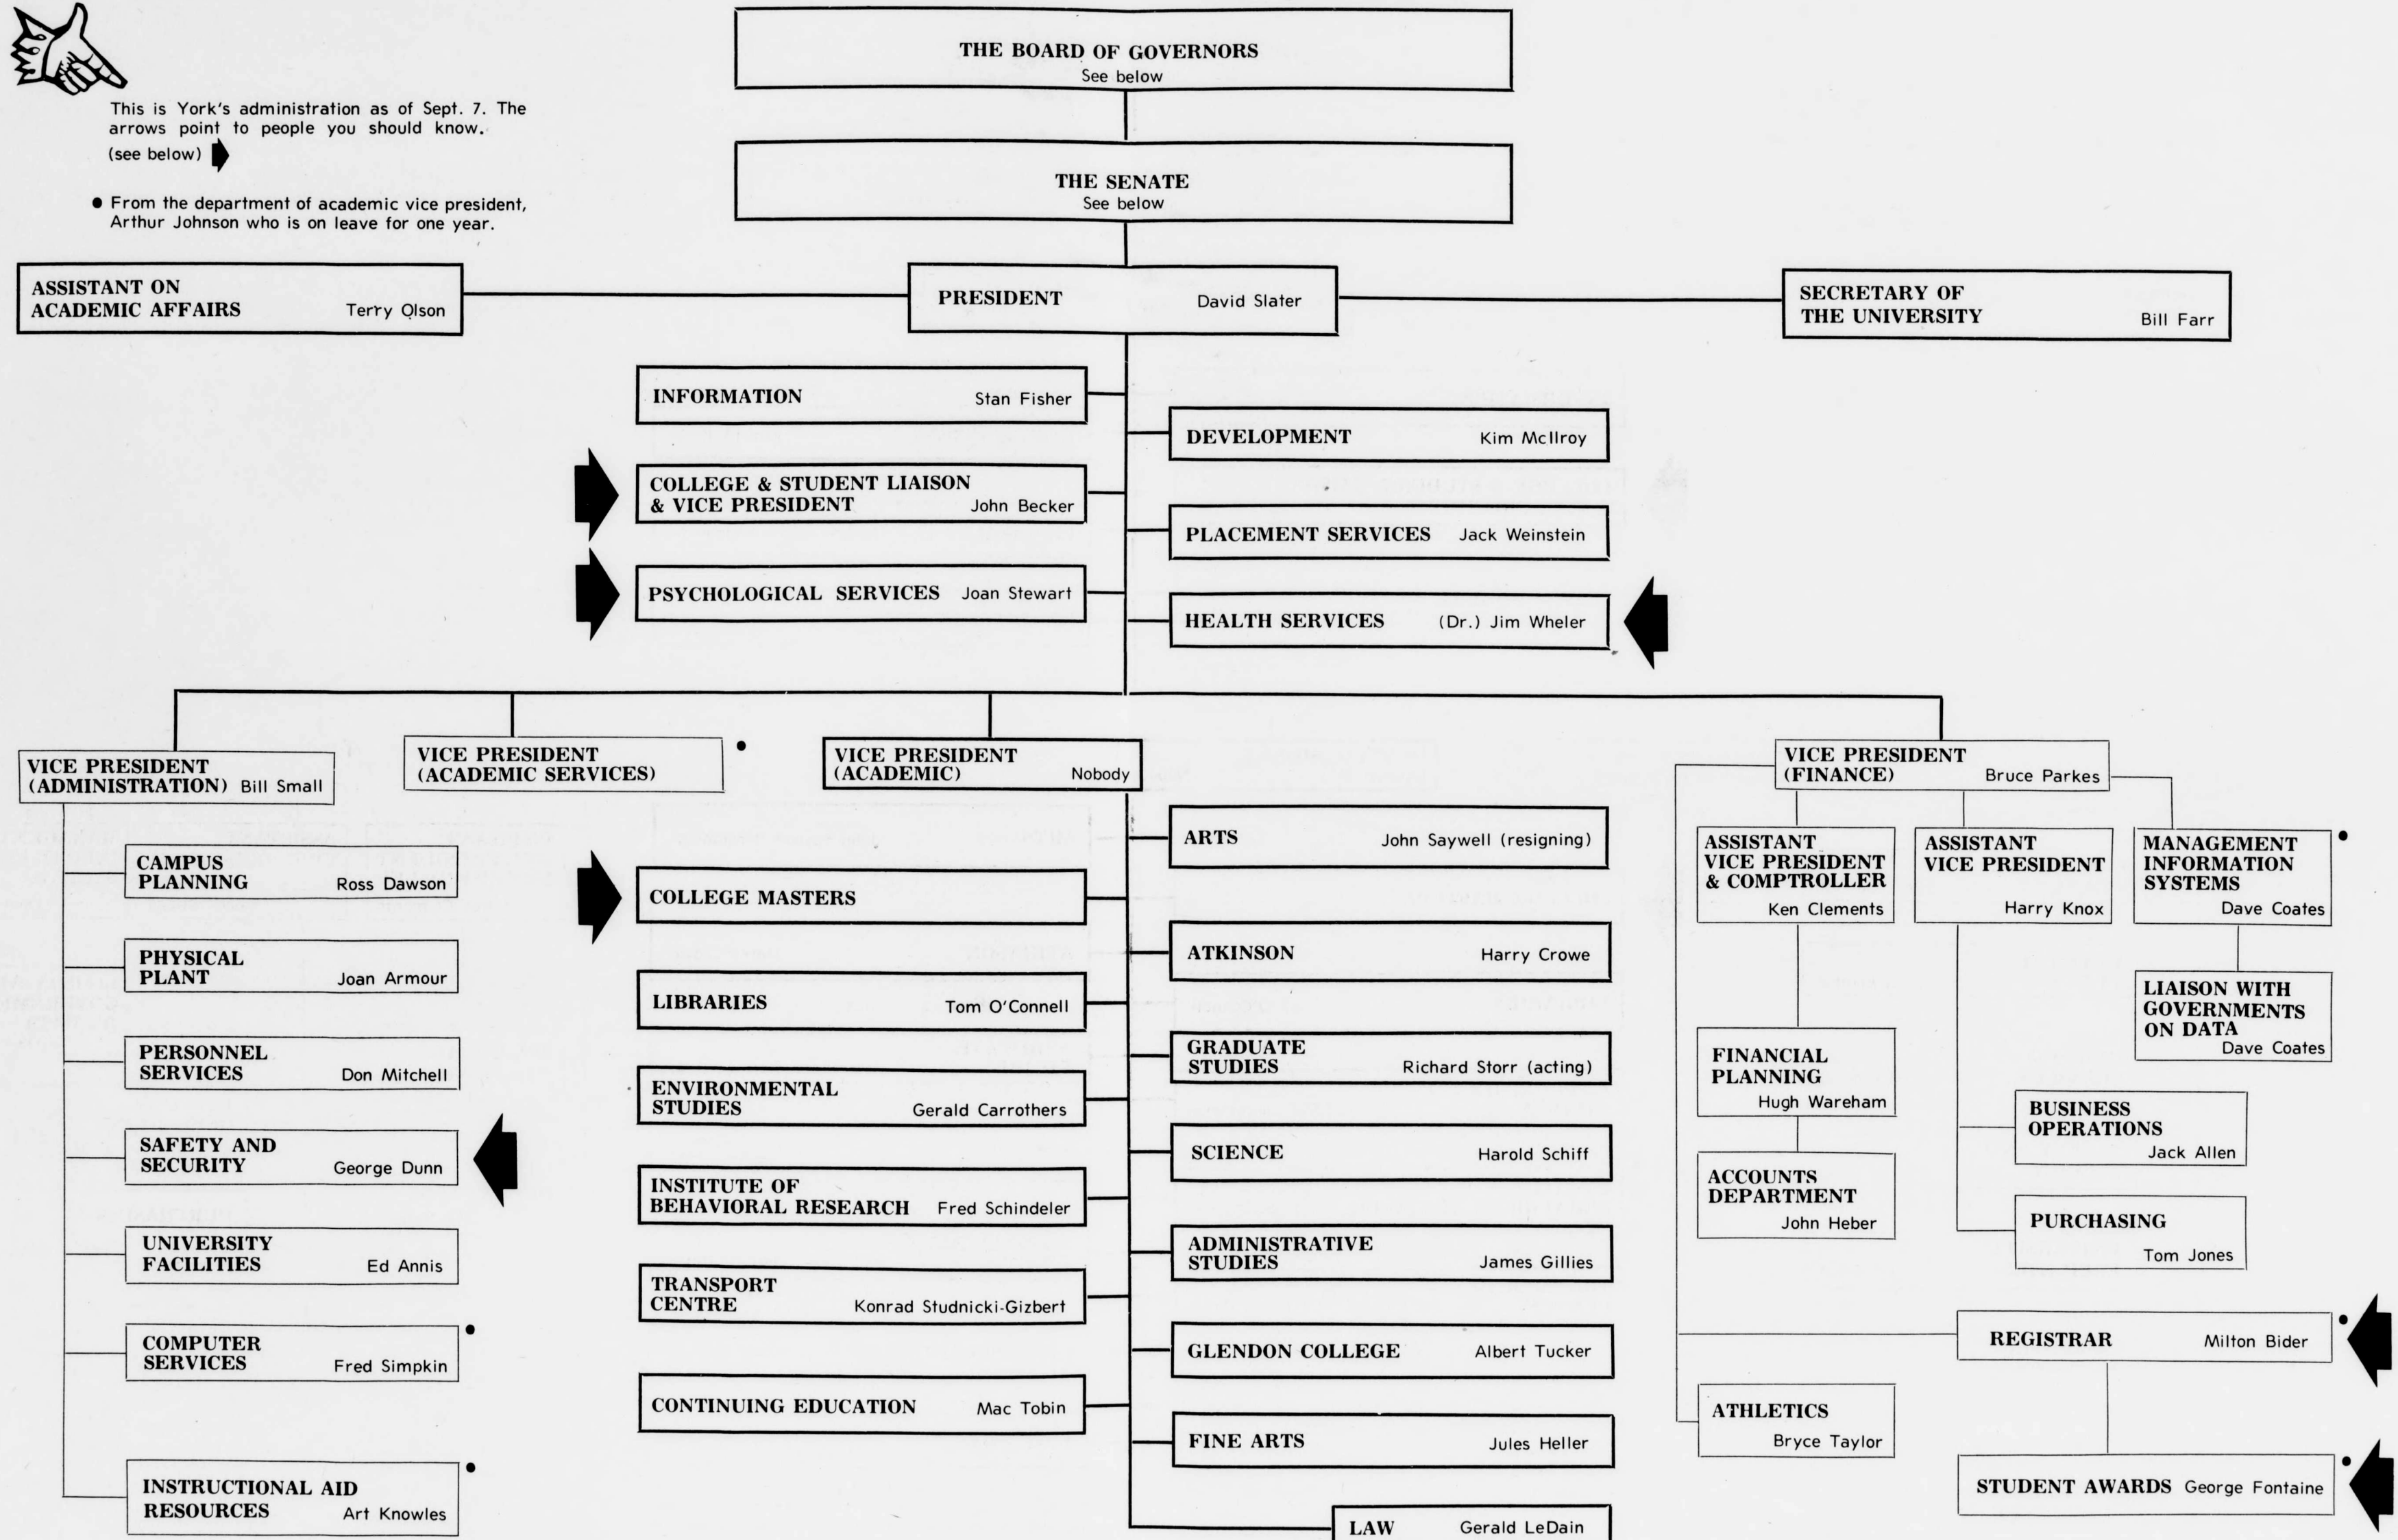 THE BOARD OF GOVERNORS
See below
This is York's administration as of Sept. 7. The
arrows point to people you should know.
(see below)
● From the department of academic vice president,
Arthur Johnson who is on leave for one year.
THE SENATE
See below
ASSISTANT ON
ACADEMIC AFFAIRS Terry Olson
PRESIDENT David Slater
SECRETARY OF
THE UNIVERSITY Bill Farr
INFORMATION Stan Fisher
DEVELOPMENT Kim McIlroy
COLLEGE & STUDENT LIAISON
& VICE PRESIDENT John Becker
PLACEMENT SERVICES Jack Weinstein
PSYCHOLOGICAL SERVICES Joan Stewart
HEALTH SERVICES (Dr.) Jim Wheler
VICE PRESIDENT
(ADMINISTRATION) Bill Small
VICE PRESIDENT
(ACADEMIC SERVICES) ●
VICE PRESIDENT
(ACADEMIC) Nobody
VICE PRESIDENT
(FINANCE) Bruce Parkes
CAMPUS
PLANNING Ross Dawson
PHYSICAL
PLANT Joan Armour
PERSONNEL
SERVICES Don Mitchell
SAFETY AND
SECURITY George Dunn
UNIVERSITY
FACILITIES Ed Annis
COMPUTER
SERVICES Fred Simpkin ●
INSTRUCTIONAL AID
RESOURCES Art Knowles ●
COLLEGE MASTERS
LIBRARIES Tom O'Connell
ENVIRONMENTAL
STUDIES Gerald Carrothers
INSTITUTE OF
BEHAVIORAL RESEARCH Fred Schindeler
TRANSPORT
CENTRE Konrad Studnicki-Gizbert
CONTINUING EDUCATION Mac Tobin
ARTS John Saywell (resigning)
ATKINSON Harry Crowe
GRADUATE
STUDIES Richard Storr (acting)
SCIENCE Harold Schiff
ADMINISTRATIVE
STUDIES James Gillies
GLENDON COLLEGE Albert Tucker
FINE ARTS Jules Heller
LAW Gerald LeDain
ASSISTANT
VICE PRESIDENT
& COMPTROLLER
Ken Clements
FINANCIAL
PLANNING
Hugh Wareham
ACCOUNTS
DEPARTMENT
John Heber
ASSISTANT
VICE PRESIDENT
Harry Knox
BUSINESS
OPERATIONS
Jack Allen
PURCHASING
Tom Jones
MANAGEMENT ●
INFORMATION
SYSTEMS
Dave Coates
LIAISON WITH
GOVERNMENTS
ON DATA
Dave Coates
REGISTRAR Milton Bider ●
ATHLETICS
Bryce Taylor
STUDENT AWARDS George Fontaine ●